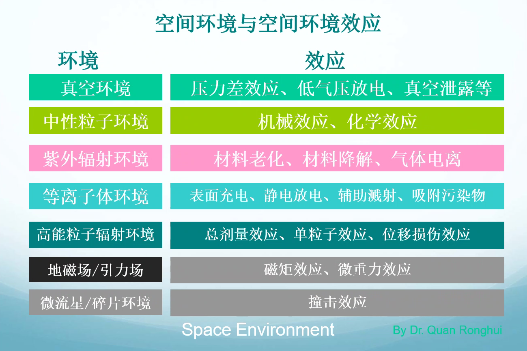 空间环境与空间环境效应
环境 效应
真空环境 压力差效应、低气压放电、真空泄露等
中性粒子环境 机械效应、化学效应
紫外辐射环境 材料老化、材料降解、气体电离
等离子体环境 表面充电、静电放电、辅助溅射、吸附污染物
高能粒子辐射环境 总剂量效应、单粒子效应、位移损伤效应
地磁场/引力场 磁矩效应、微重力效应
微流星/碎片环境 撞击效应
Space Environment By Dr. Quan Ronghui